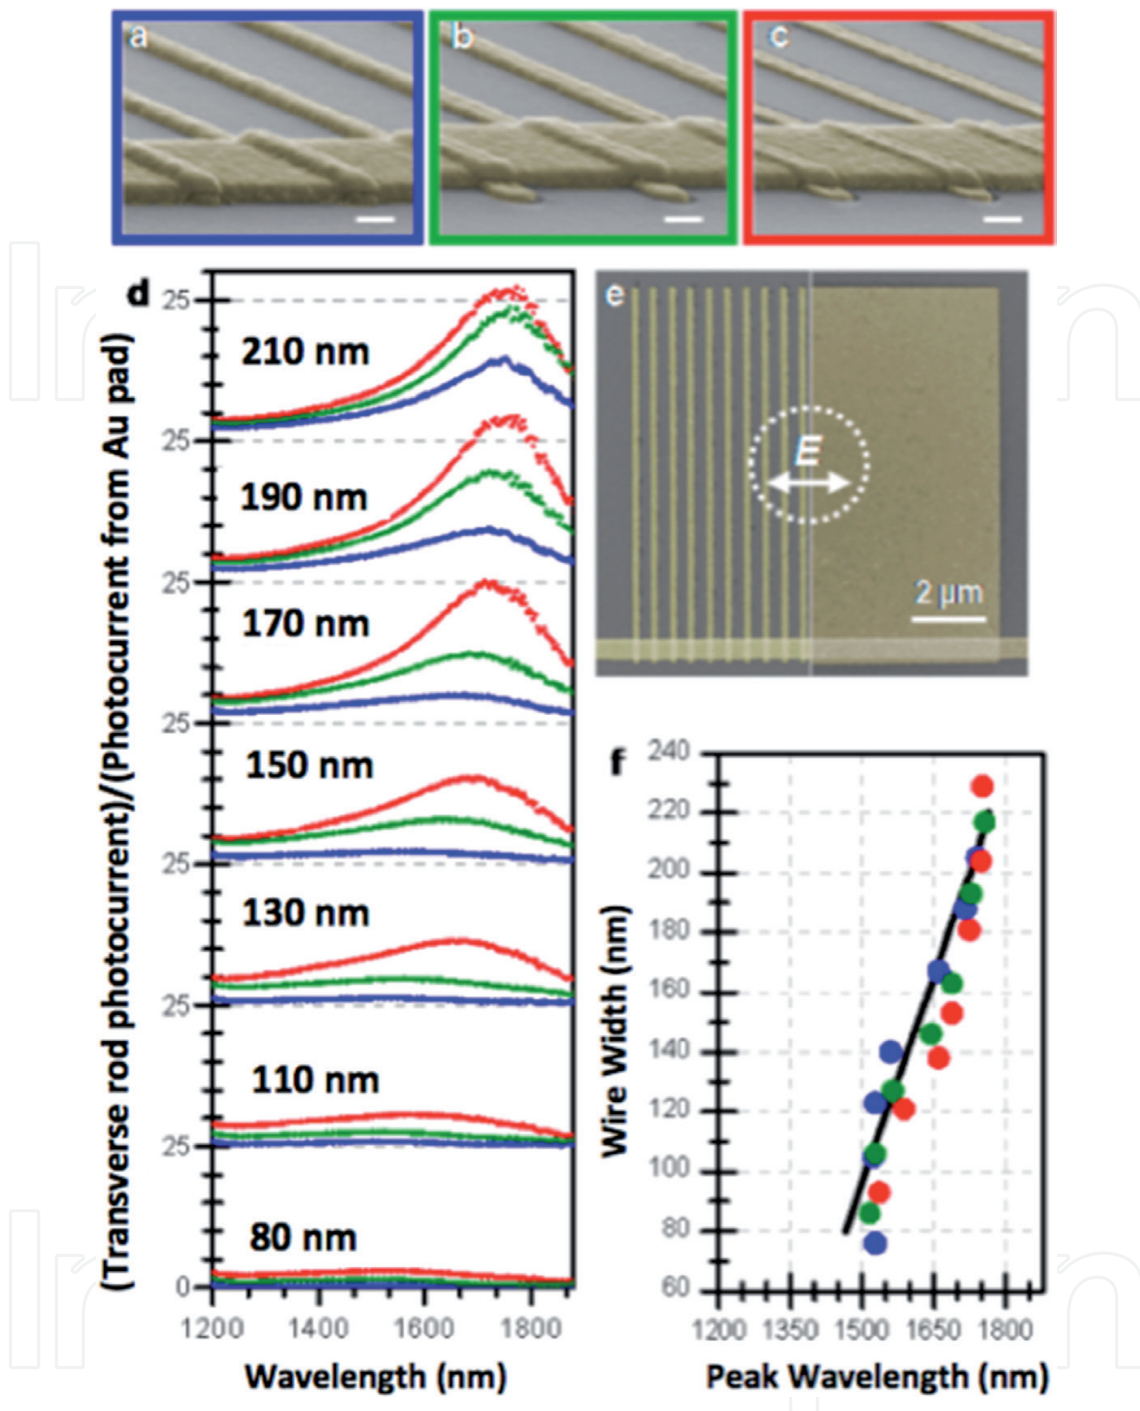 a
b
c
d
(Transverse rod photocurrent)/(Photocurrent from Au pad)
25
210 nm
25
190 nm
25
170 nm
25
150 nm
25
130 nm
25
110 nm
25
80 nm
0
1200 1400 1600 1800
Wavelength (nm)
e
E
2 µm
f
Wire Width (nm)
240
220
200
180
160
140
120
100
80
60
1200 1350 1500 1650 1800
Peak Wavelength (nm)